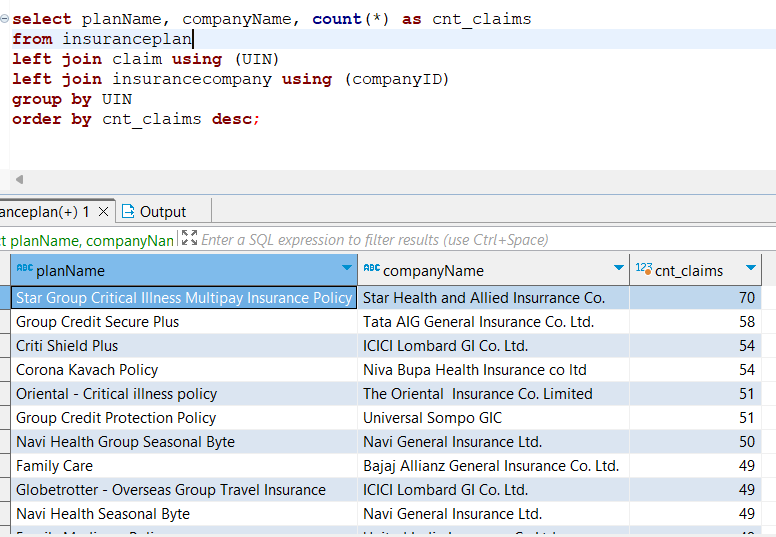 select planName, companyName, count(*) as cnt_claims
from insuranceplan
left join claim using (UIN)
left join insurancecompany using (companyID)
group by UIN
order by cnt_claims desc;
anceplan(+) 1 Output
ct planName, companyNan Enter a SQL expression to filter results (use Ctrl+Space)
ABC planName ABC companyName 123 cnt_claims
Star Group Critical Illness Multipay Insurance Policy Star Health and Allied Insurrance Co. 70
Group Credit Secure Plus Tata AIG General Insurance Co. Ltd. 58
Criti Shield Plus ICICI Lombard GI Co. Ltd. 54
Corona Kavach Policy Niva Bupa Health Insurance co ltd 54
Oriental - Critical illness policy The Oriental  Insurance Co. Limited 51
Group Credit Protection Policy Universal Sompo GIC 51
Navi Health Group Seasonal Byte Navi General Insurance Ltd. 50
Family Care Bajaj Allianz General Insurance Co. Ltd. 49
Globetrotter - Overseas Group Travel Insurance ICICI Lombard GI Co. Ltd. 49
Navi Health Seasonal Byte Navi General Insurance Ltd. 49